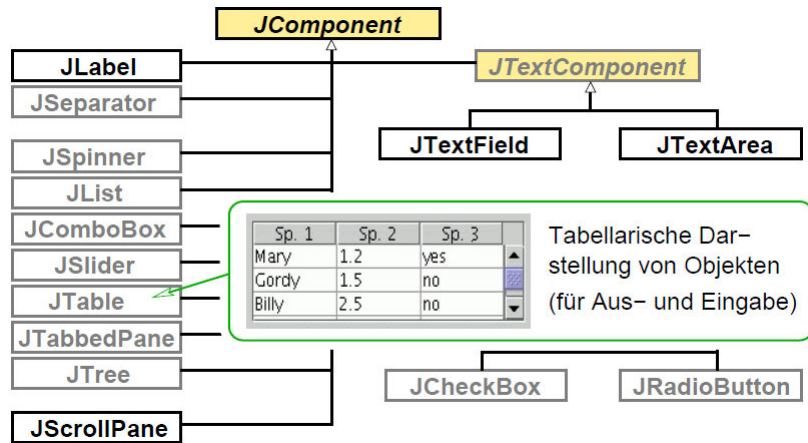 JComponent
JLabel
JTextComponent
JSeparator
JTextField
JTextArea
JSpinner
JList
JComboBox
JSlider
JTable
JTabbedPane
JTree
JScrollPane
Sp. 1 Sp. 2 Sp. 3
Mary 1.2 yes
Gordy 1.5 no
Billy 2.5 no
Tabellarische Dar–
stellung von Objekten
(für Aus– und Eingabe)
JCheckBox
JRadioButton